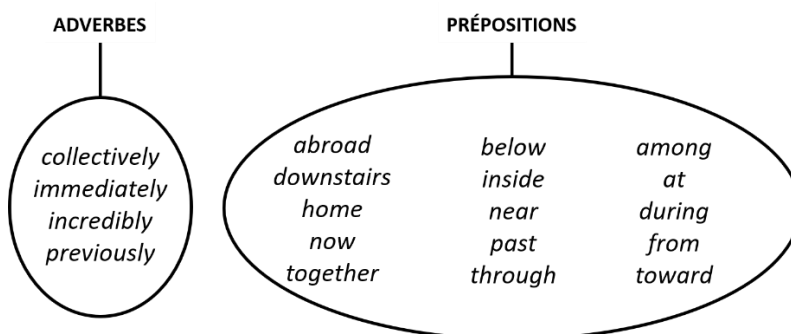 ADVERBES
PRÉPOSITIONS
collectively
immediately
incredibly
previously
abroad
downstairs
home
now
together
below
inside
near
past
through
among
at
during
from
toward